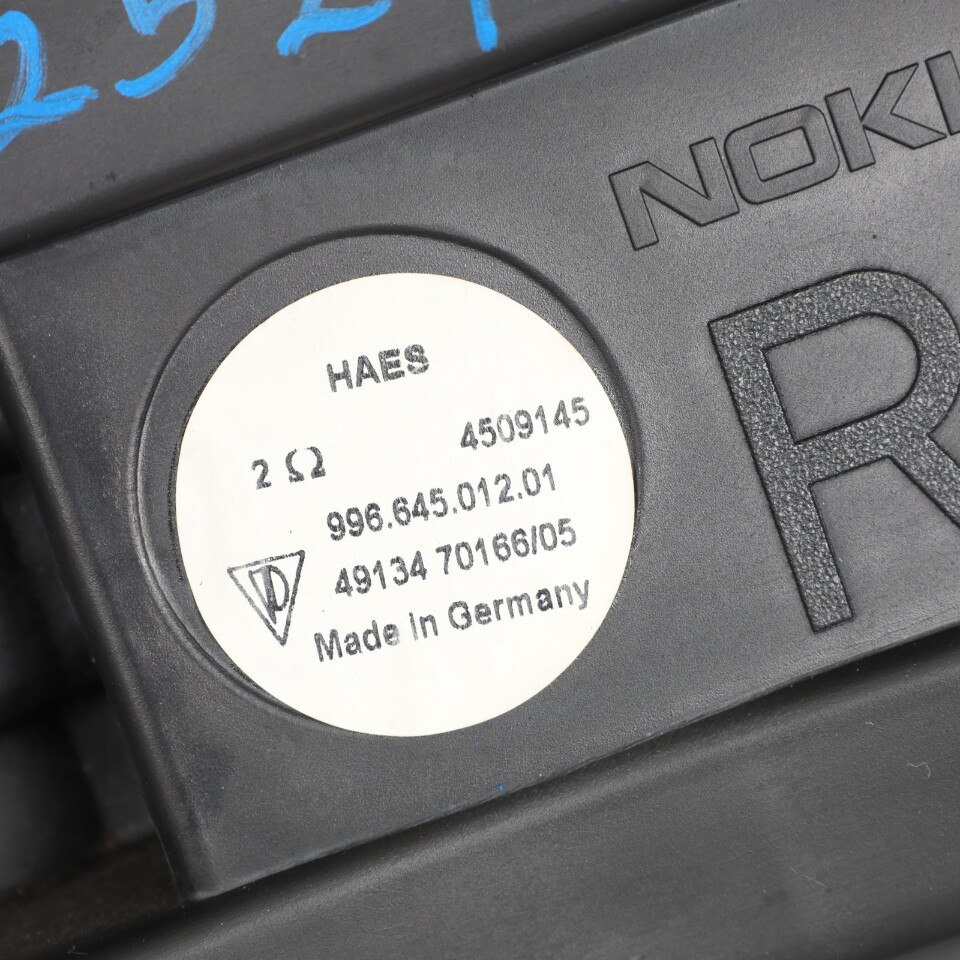 NOKI
R
HAES
2 Ω 4509145
996.645.012.01
49134 70166/05
Made in Germany